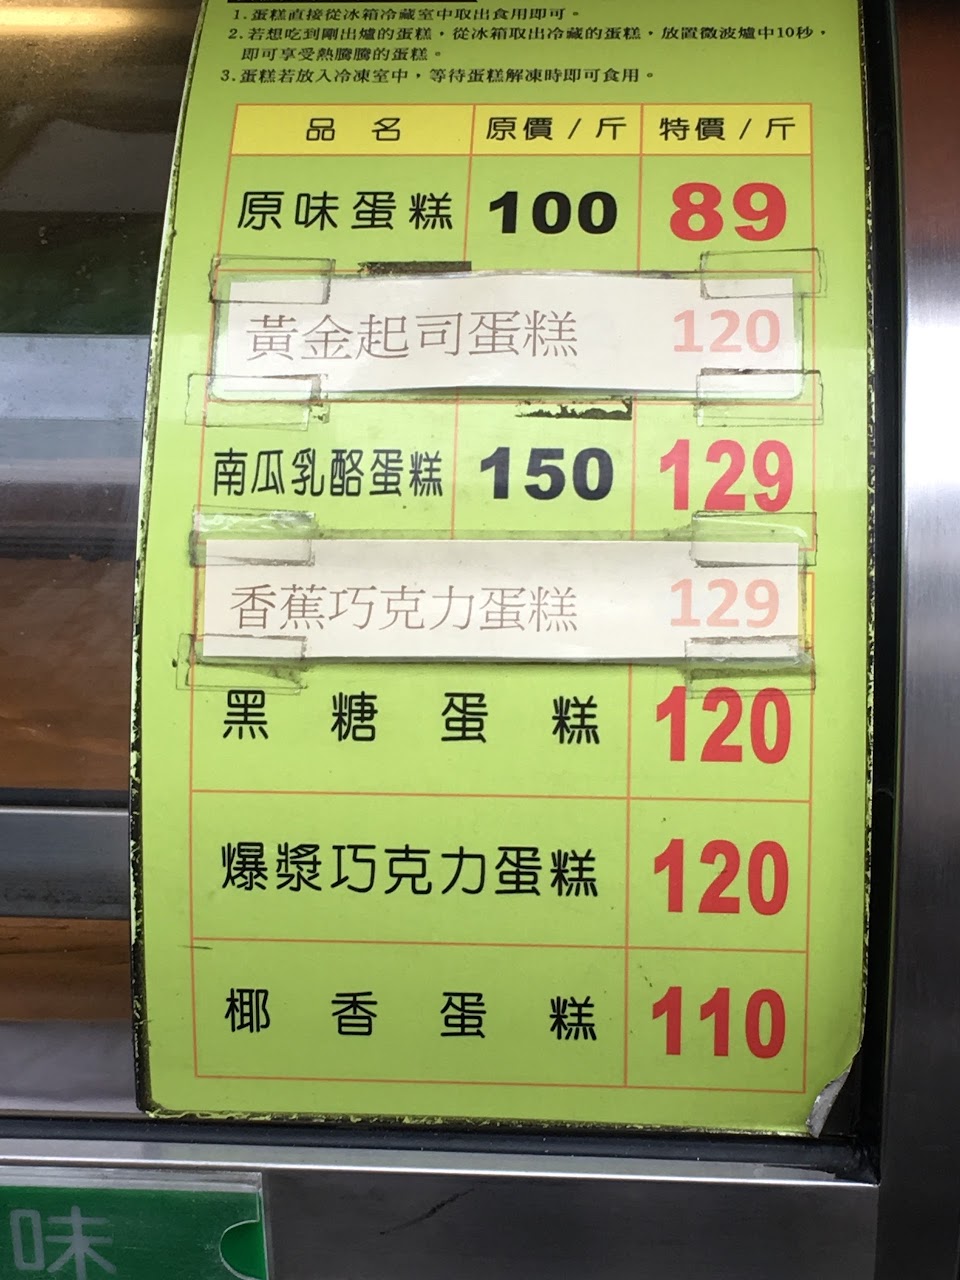 1.蛋糕直接從冰箱冷藏室中取出食用即可。
2.若想吃到剛出爐的蛋糕，從冰箱取出冷藏的蛋糕，放置微波爐中10秒，
即可享受熱騰騰的蛋糕。
3.蛋糕若放入冷凍室中，等待蛋糕解凍時即可食用。
品名 原價/斤 特價/斤
原味蛋糕 100 89
黃金起司蛋糕 120
南瓜乳酪蛋糕 150 129
香蕉巧克力蛋糕 129
黑糖蛋糕 120
爆漿巧克力蛋糕 120
椰香蛋糕 110
味